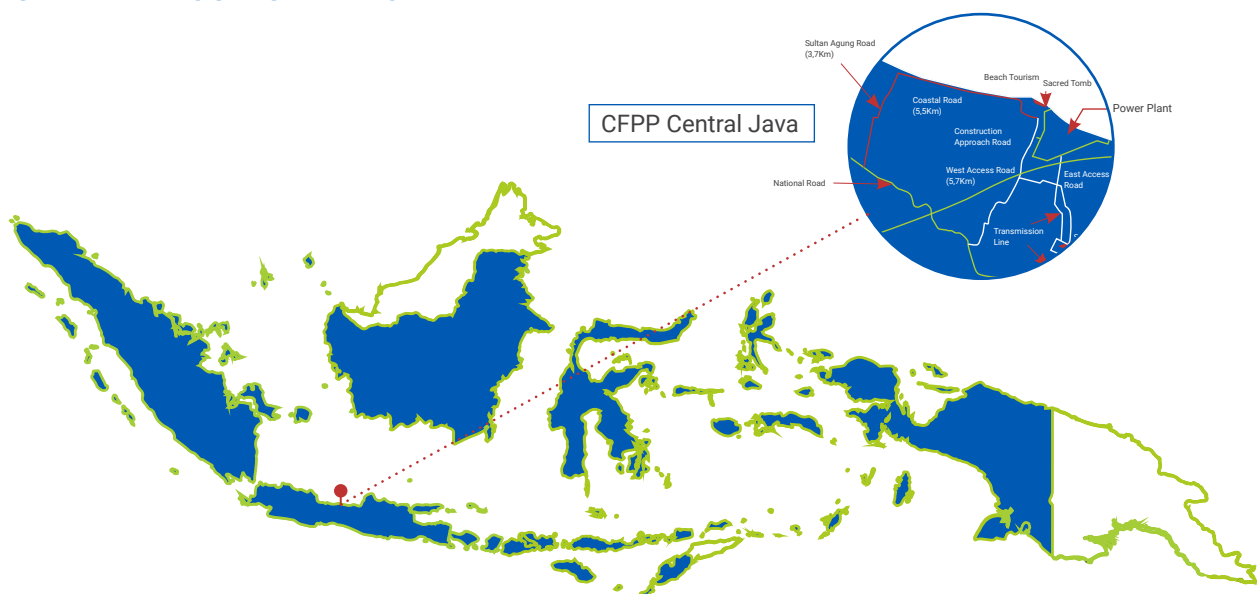 Sultan Agung Road
(3,7Km)
Beach Tourism
Sacred Tomb
Power Plant
Coastal Road
(5,5Km)
CFPP Central Java
Construction
Approach Road
West Access Road
(5,7Km)
East Access
Road
National Road
Transmission
Line